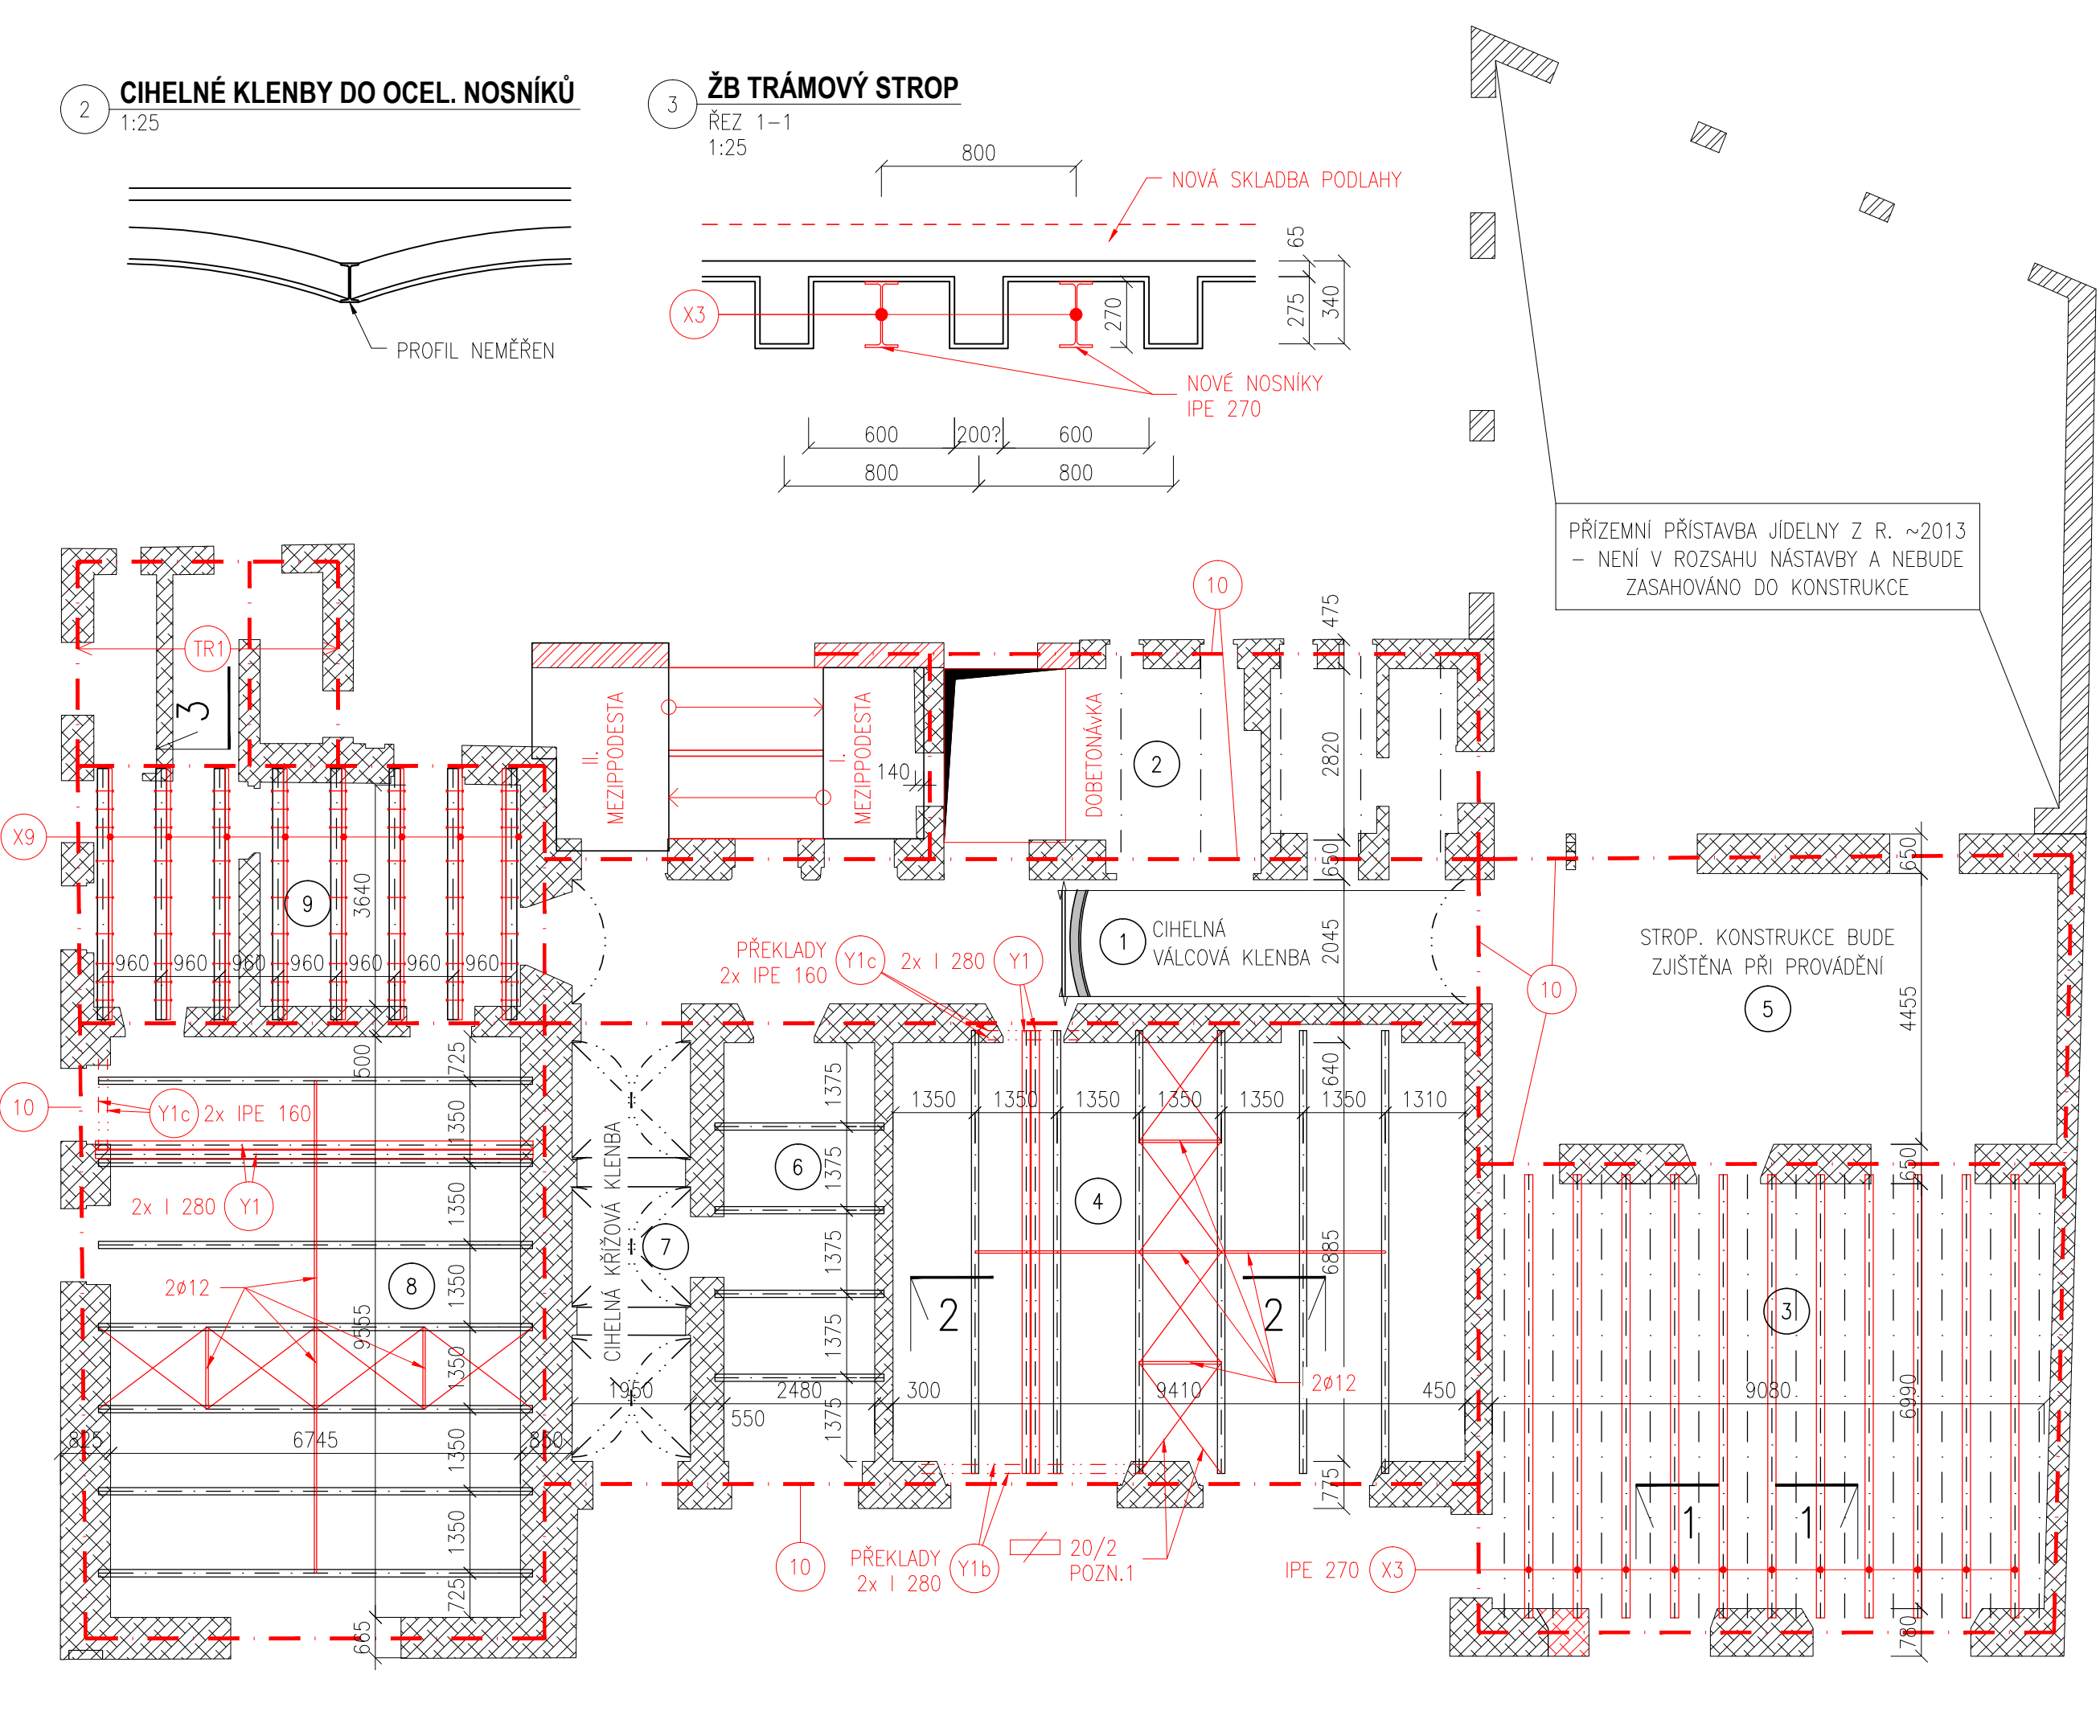 2
CIHELNÉ KLENBY DO OCEL. NOSNÍKŮ
1:25
PROFIL NEMĚŘEN
3
ŽB TRÁMOVÝ STROP
ŘEZ 1-1
1:25
800
NOVÁ SKLADBA PODLAHY
65
275
340
270
X3
NOVÉ NOSNÍKY
IPE 270
600
200?
600
800
800
PŘÍZEMNÍ PŘÍSTAVBA JÍDELNY Z R. ~2013
- NENÍ V ROZSAHU NÁSTAVBY A NEBUDE
ZASAHOVÁNO DO KONSTRUKCE
10
475
TR1
3
II.
MEZIPPODESTA
I.
MEZIPPODESTA
140
DOBETONÁvKA
2
2820
650
X9
9
3640
960
960
960
960
960
960
960
1
CIHELNÁ
VÁLCOVÁ KLENBA
2045
PŘEKLADY
2x IPE 160
Y1c
2x I 280
Y1
10
STROP. KONSTRUKCE BUDE
ZJIŠTĚNA PŘI PROVÁDĚNÍ
5
650
4455
650
10
Y1c
2x IPE 160
500
725
1350
2x I 280
Y1
1350
1350
2ø12
8
9555
1350
1350
1350
725
825
6745
850
665
CIHELNÁ KŘÍŽOVÁ KLENBA
7
6
1375
1375
1375
1375
1375
1950
2480
550
300
9410
450
1350
1350
1350
1350
1350
1350
1310
640
4
6885
2
2
2ø12
775
10
PŘEKLADY
2x I 280
Y1b
20/2
POZN.1
IPE 270
X3
3
9080
6990
1
1
780